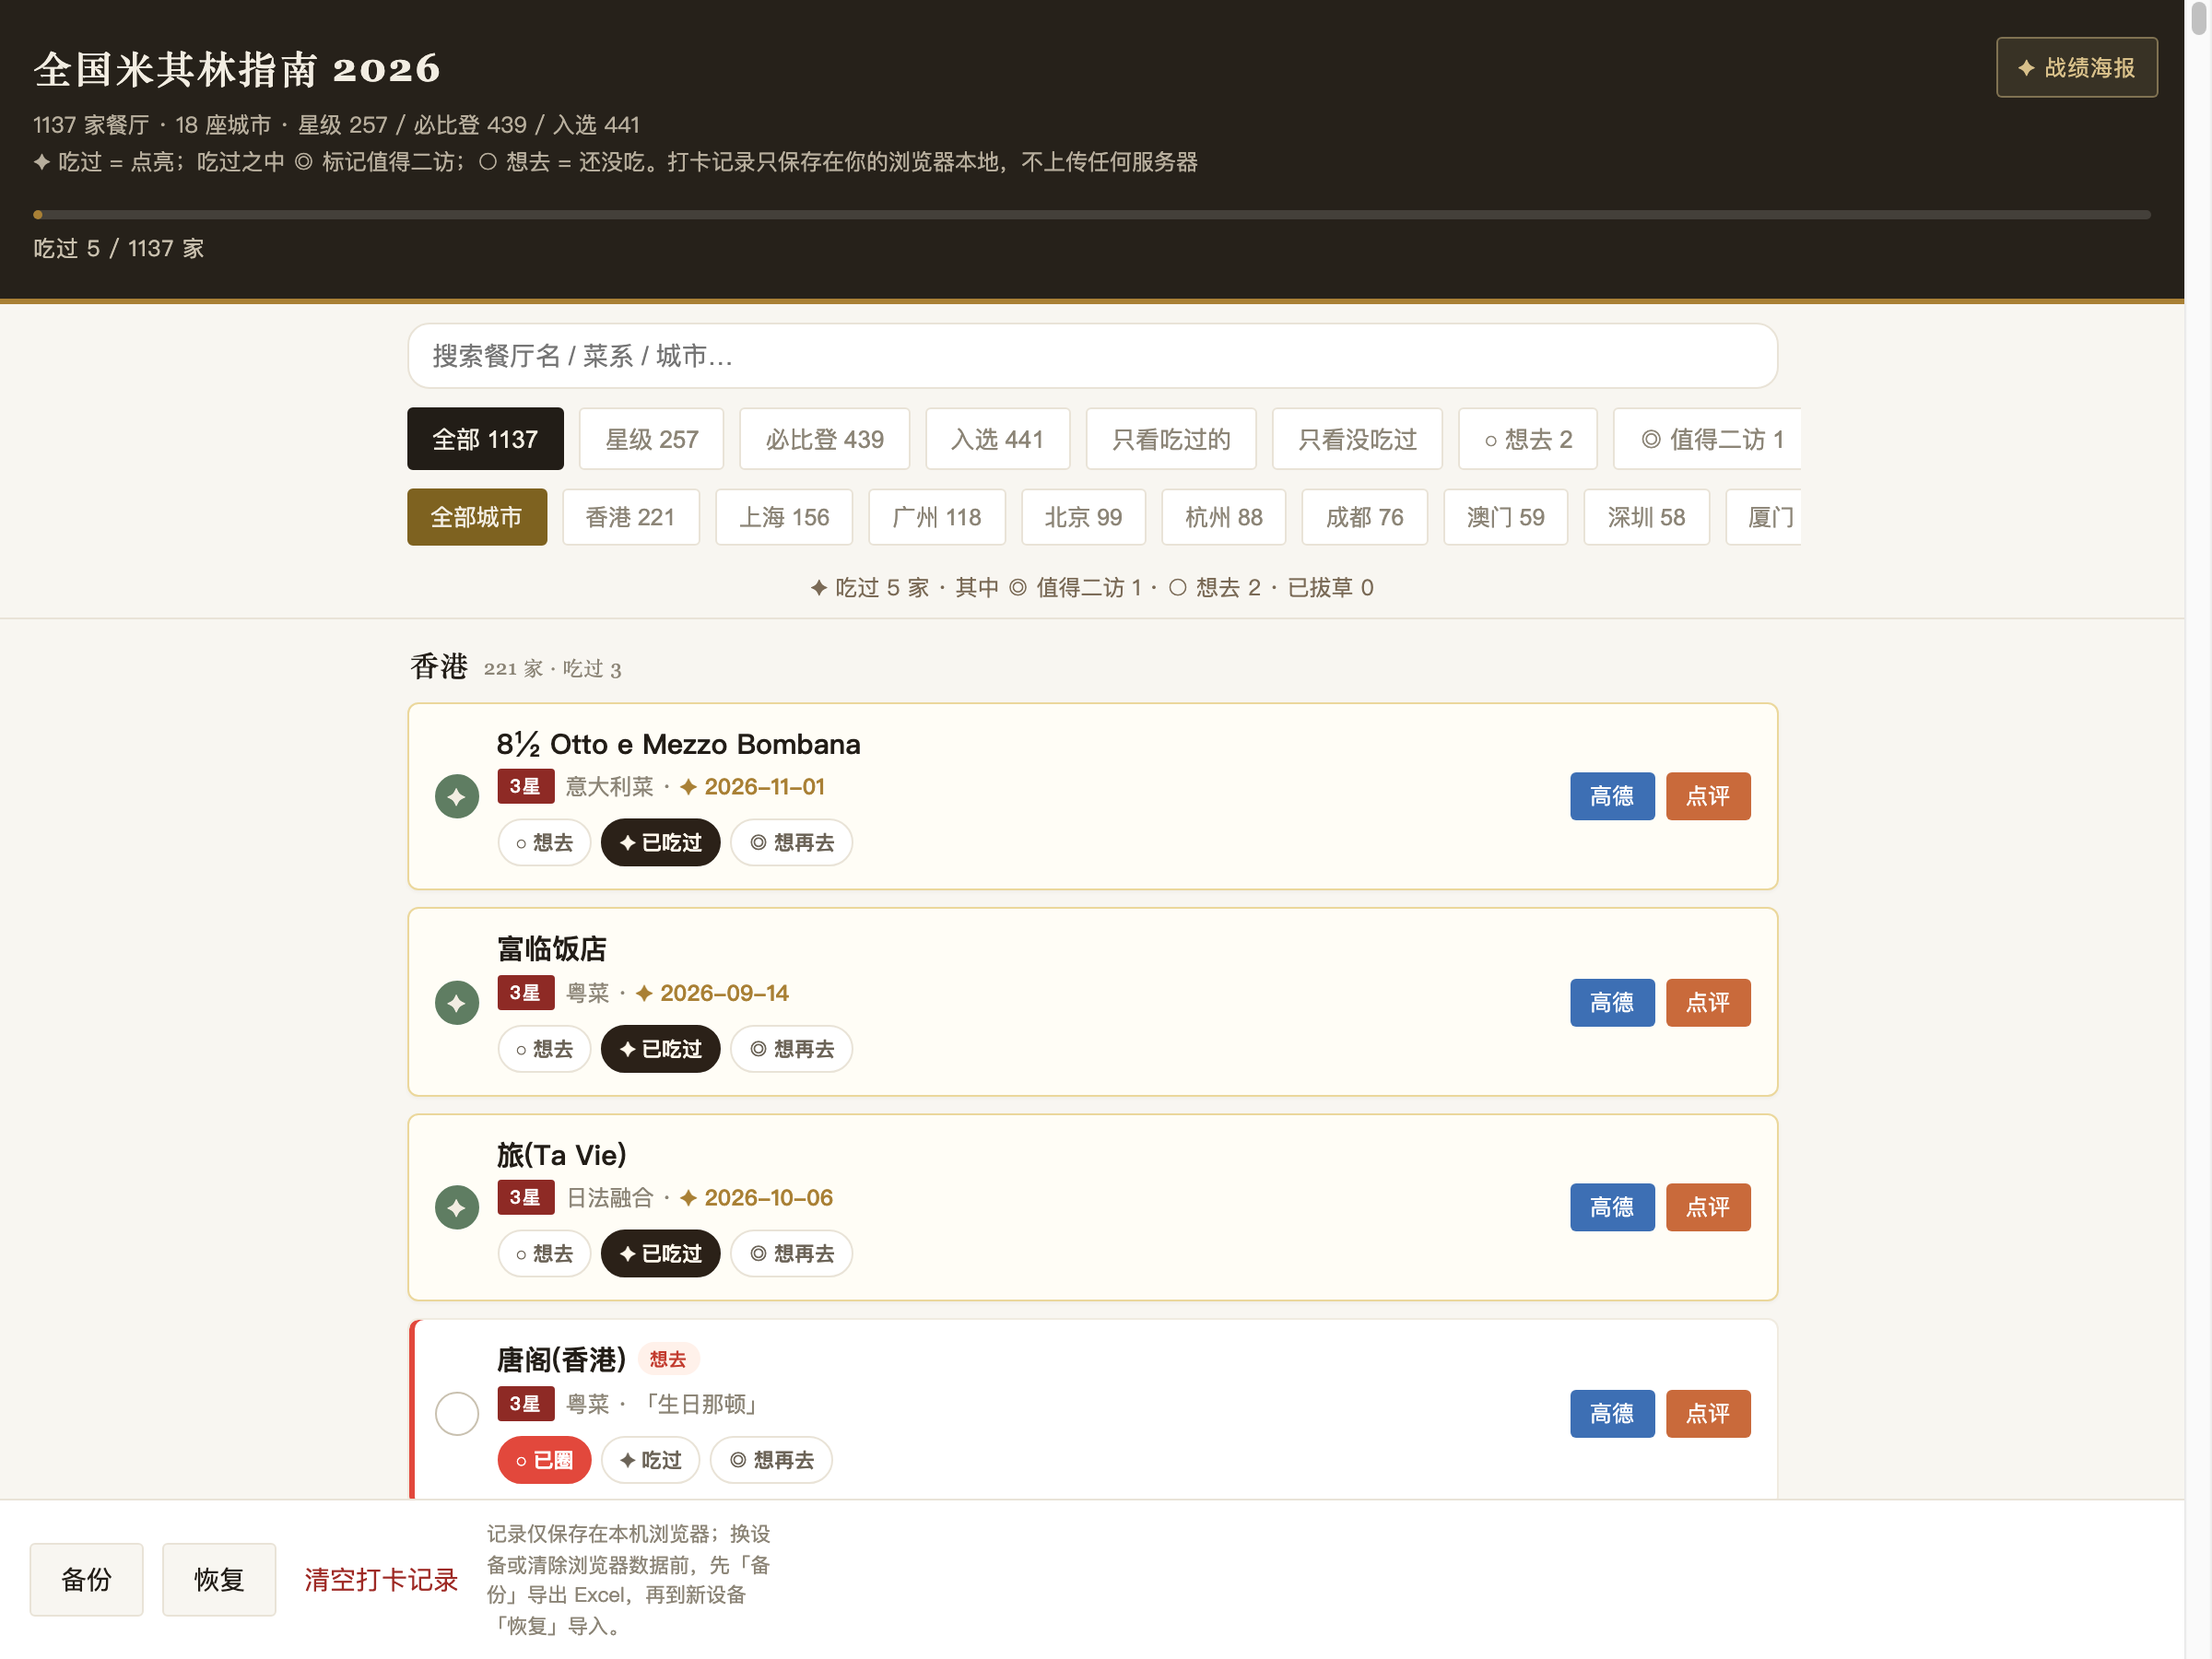 全国米其林指南 2026
✦ 战绩海报
1137 家餐厅 · 18 座城市 · 星级 257 / 必比登 439 / 入选 441
✦ 吃过 = 点亮；吃过之中 ◎ 标记值得二访；○ 想去 = 还没吃。打卡记录只保存在你的浏览器本地，不上传任何服务器
吃过 5 / 1137 家
搜索餐厅名 / 菜系 / 城市…
全部 1137 星级 257 必比登 439 入选 441 只看吃过的 只看没吃过 ○ 想去 2 ◎ 值得二访 1
全部城市 香港 221 上海 156 广州 118 北京 99 杭州 88 成都 76 澳门 59 深圳 58 厦门
✦ 吃过 5 家 · 其中 ◎ 值得二访 1 · ○ 想去 2 · 已拔草 0
香港 221 家 · 吃过 3
8½ Otto e Mezzo Bombana
3星 意大利菜 · ✦ 2026-11-01
○ 想去 ✦ 已吃过 ◎ 想再去
高德 点评
富临饭店
3星 粤菜 · ✦ 2026-09-14
○ 想去 ✦ 已吃过 ◎ 想再去
高德 点评
旅(Ta Vie)
3星 日法融合 · ✦ 2026-10-06
○ 想去 ✦ 已吃过 ◎ 想再去
高德 点评
唐阁(香港) 想去
3星 粤菜 · 「生日那顿」
○ 已圈 ✦ 吃过 ◎ 想再去
高德 点评
备份 恢复 清空打卡记录
记录仅保存在本机浏览器；换设
备或清除浏览器数据前，先「备
份」导出 Excel，再到新设备
「恢复」导入。